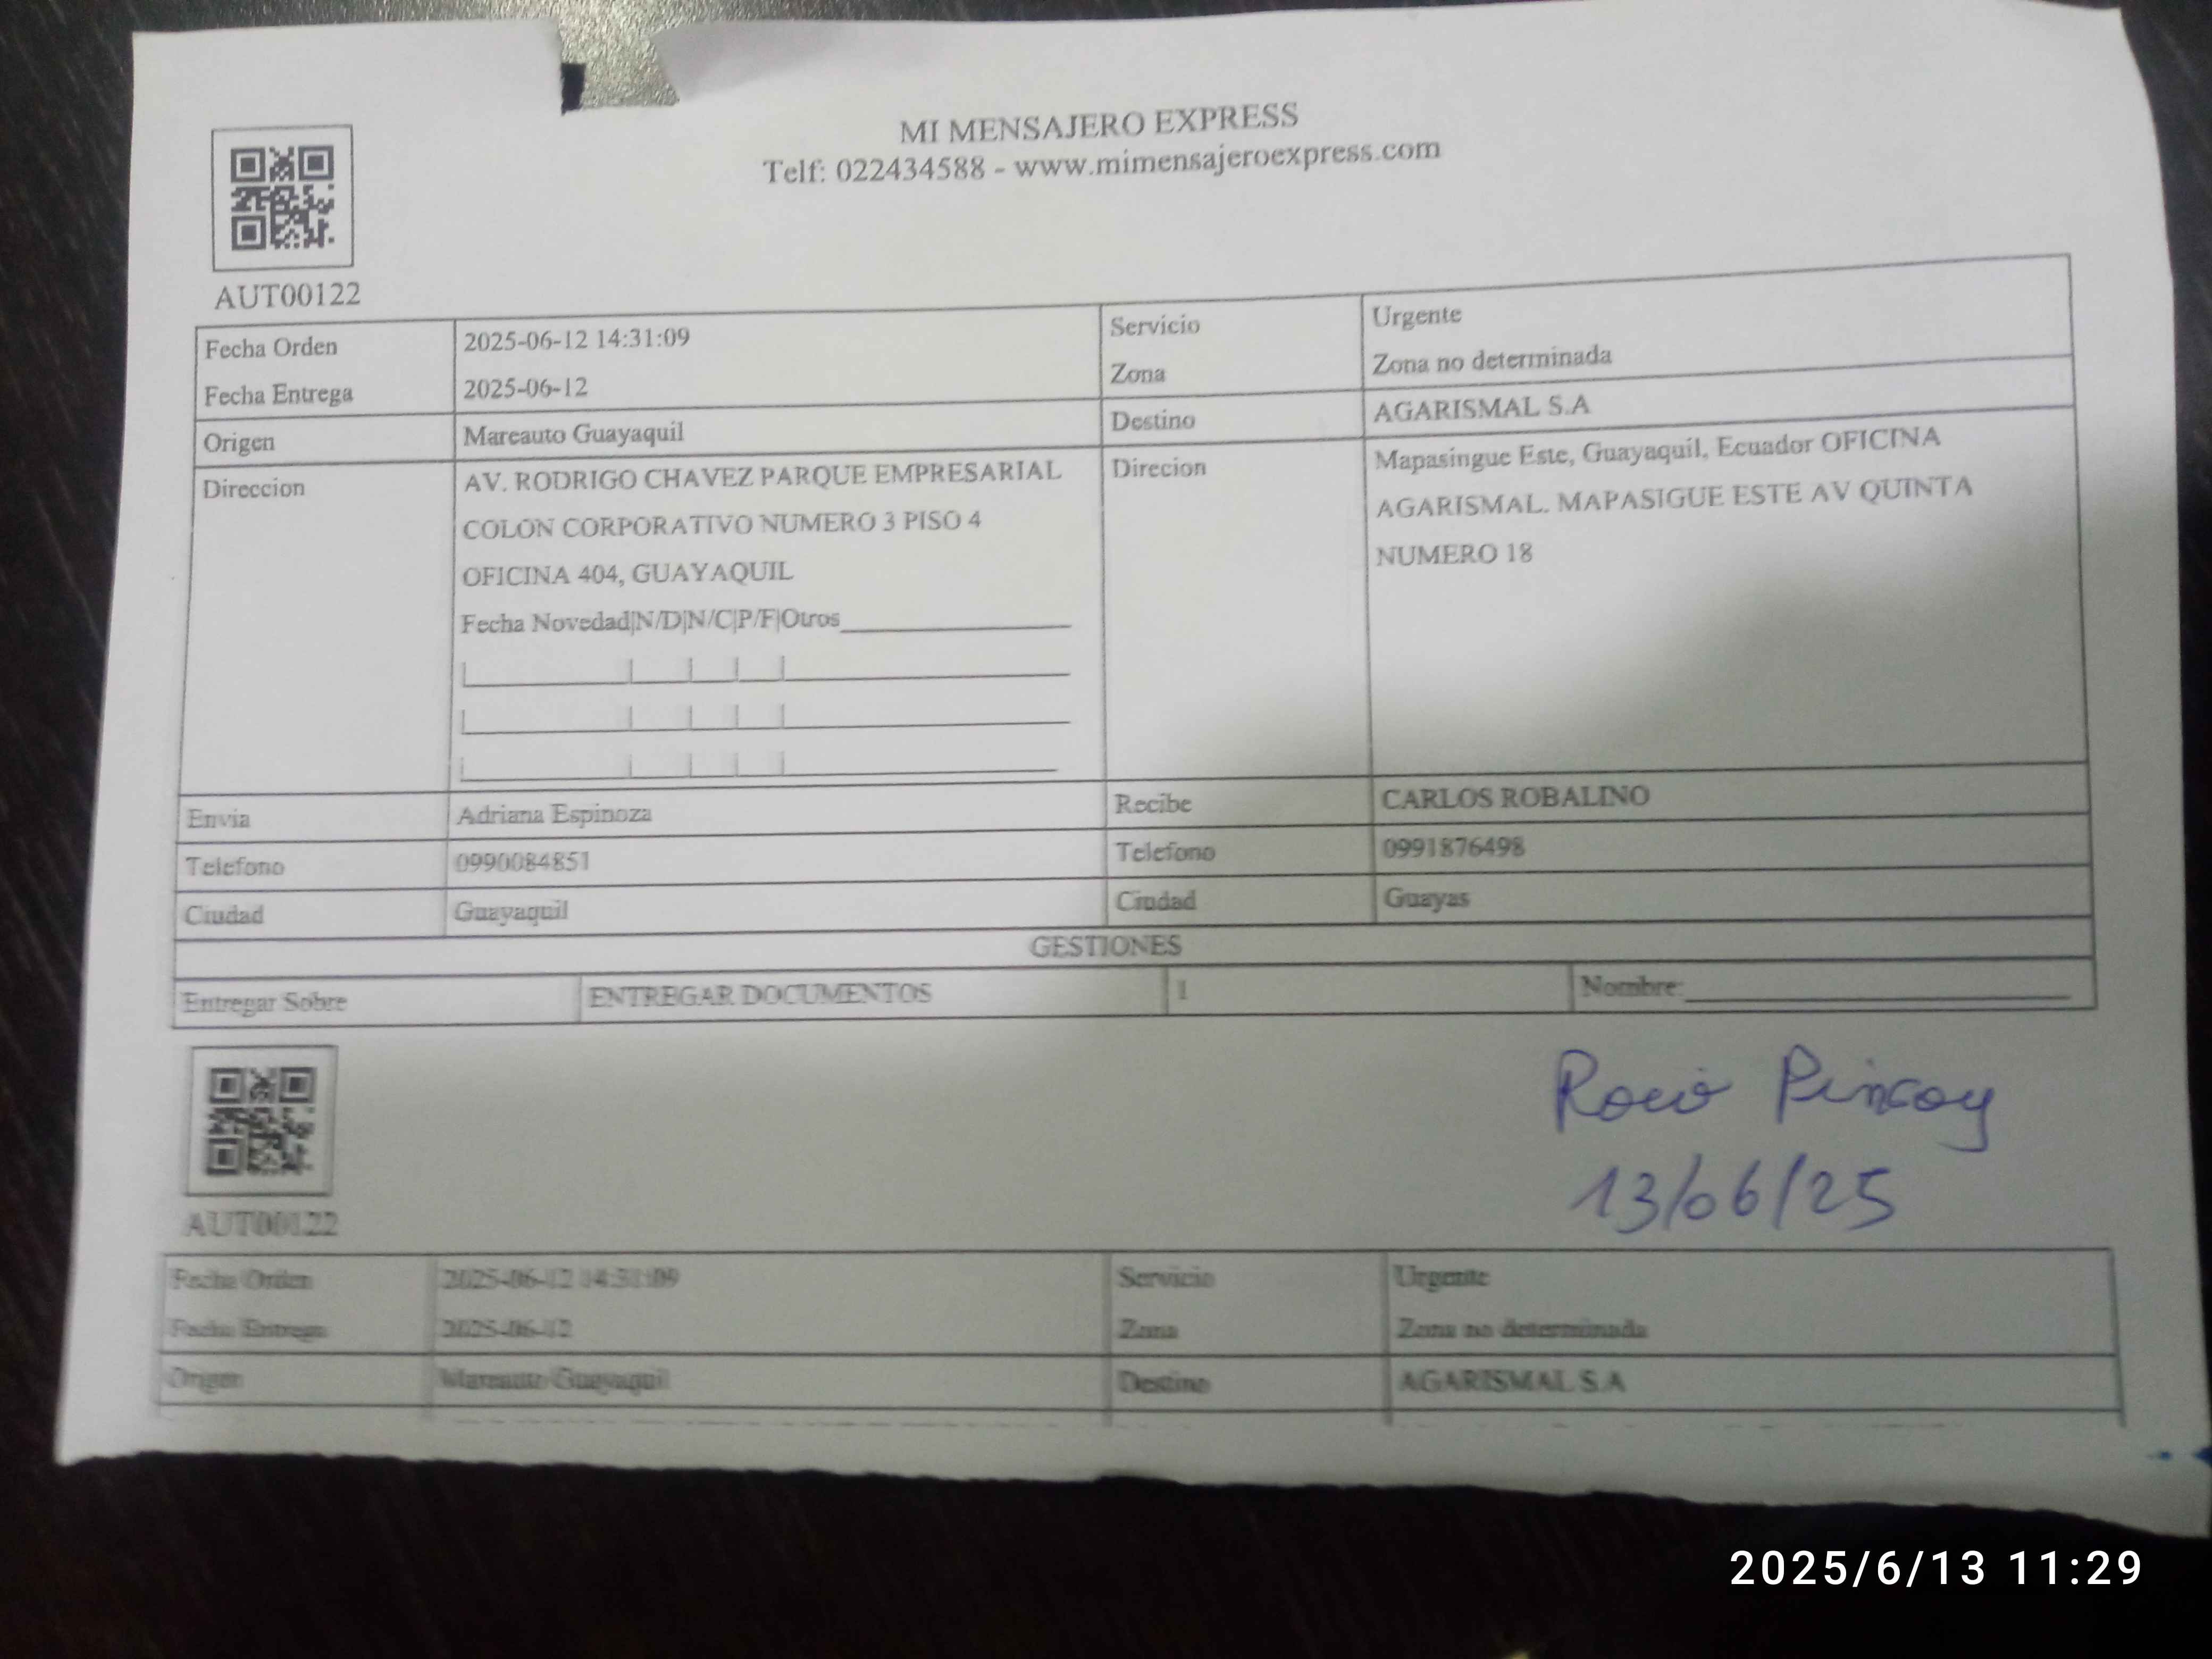 MI MENSAJERO EXPRESS
Telf: 022434588 - www.mimensajeroexpress.com
AUT00122
Fecha Orden 2025-06-12 14:31:09 Servicio Urgente
Fecha Entrega 2025-06-12 Zona Zona no determinada
Origen Mareauto Guayaquil Destino AGARISMAL S.A
Direccion AV. RODRIGO CHAVEZ PARQUE EMPRESARIAL Direcion Mapasingue Este, Guayaquil, Ecuador OFICINA
COLON CORPORATIVO NUMERO 3 PISO 4 AGARISMAL. MAPASIGUE ESTE AV QUINTA
OFICINA 404, GUAYAQUIL NUMERO 18
Fecha Novedad|N/D|N/C|P/F|Otros
Envia Adriana Espinoza Recibe CARLOS ROBALINO
Telefono 0990084851 Telefono 0991876498
Ciudad Guayaquil Ciudad Guayas
GESTIONES
Entregar Sobre ENTREGAR DOCUMENTOS 1 Nombre:
Rocio Pincay
13/06/25
AUT00122
Fecha Orden 2025-06-12 14:31:09 Servicio Urgente
Fecha Entrega 2025-06-12 Zona Zona no determinada
Origen Mareauto Guayaquil Destino AGARISMAL S.A
2025/6/13 11:29